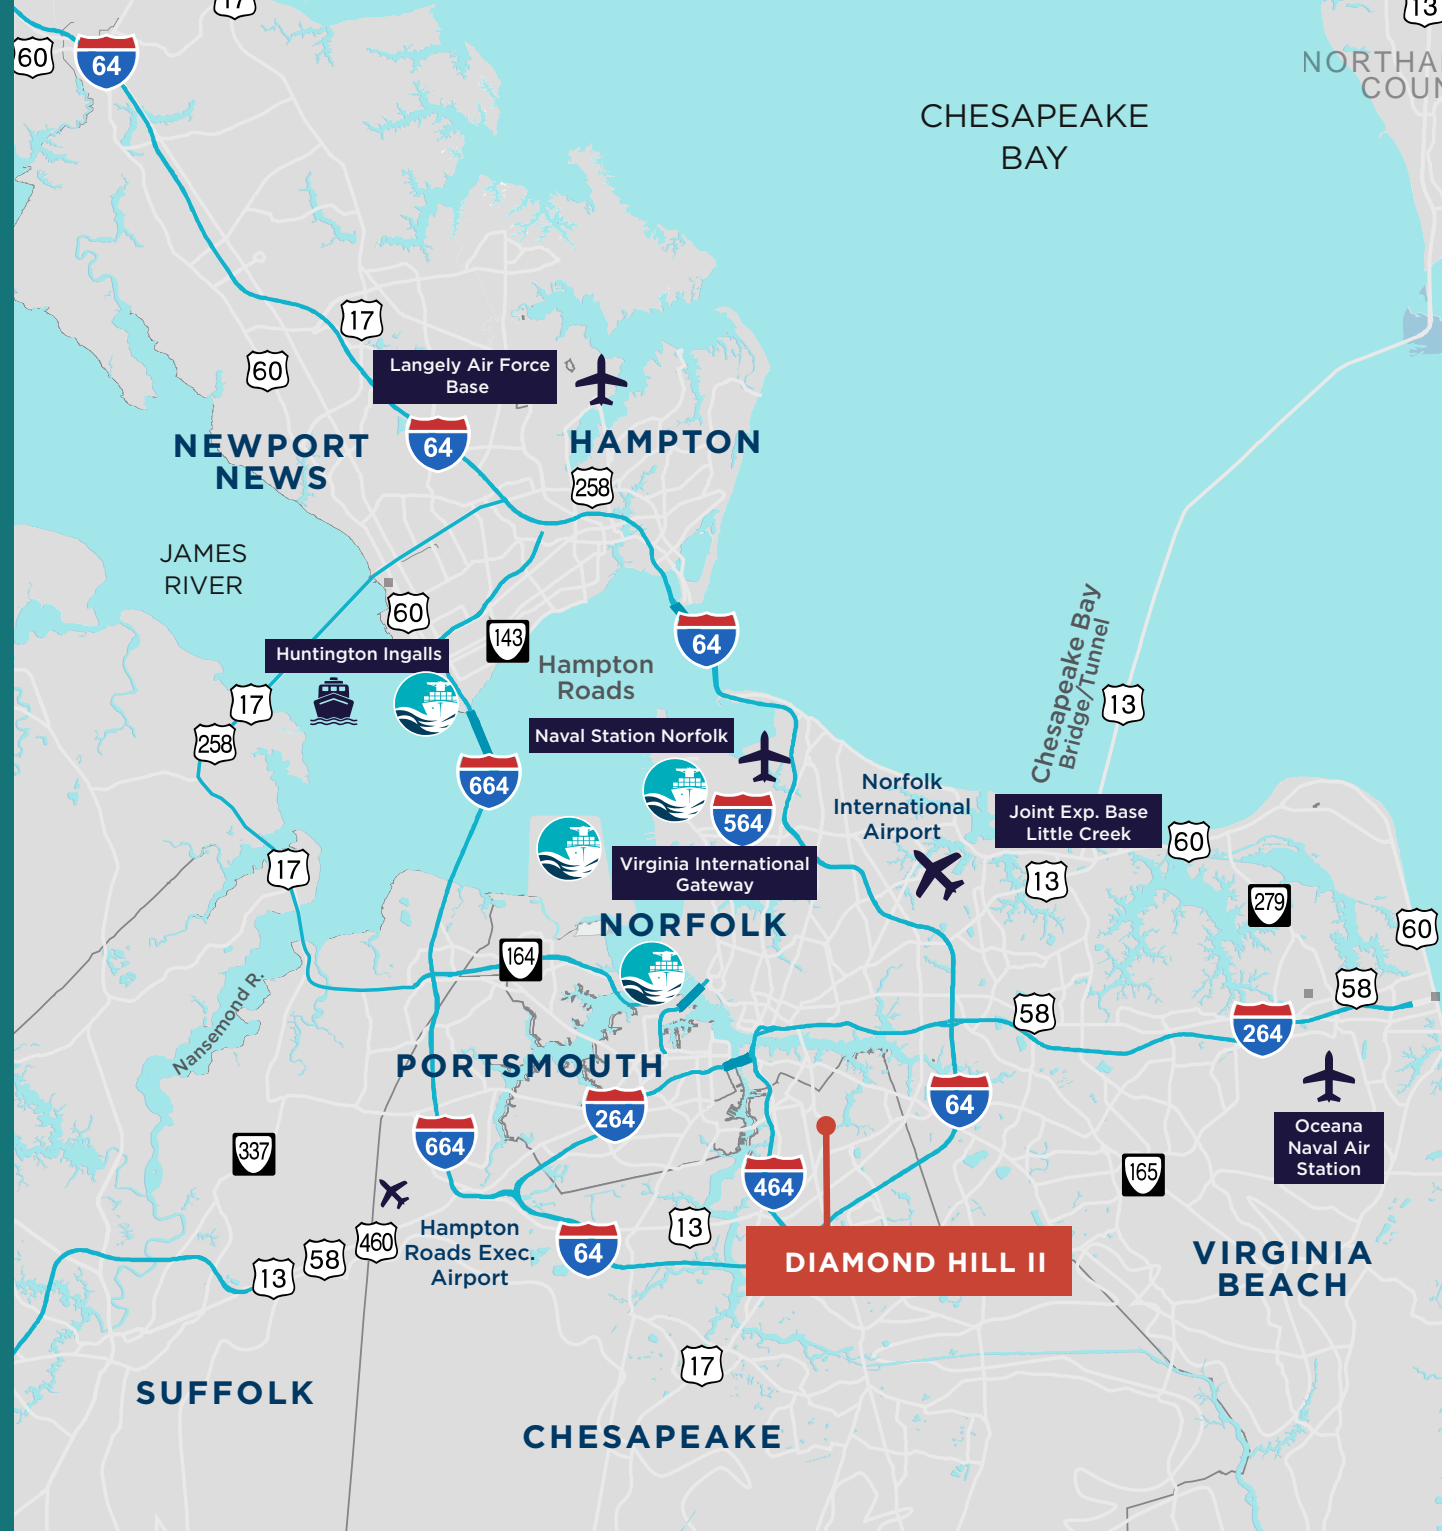 17
13
60
64
NORTHA
COUN
CHESAPEAKE
BAY
17
60
Langely Air Force
Base
64
NEWPORT
NEWS
HAMPTON
258
JAMES
RIVER
60
143
64
Huntington Ingalls
Hampton
Roads
Chesapeake Bay
Bridge/Tunnel
17
13
258
Naval Station Norfolk
664
Norfolk
International
Airport
564
Joint Exp. Base
Little Creek
60
Virginia International
Gateway
17
13
279
NORFOLK
60
164
58
58
Nansemond R.
264
PORTSMOUTH
264
64
664
Oceana
Naval Air
Station
337
165
464
13
460
Hampton
Roads Exec.
Airport
64
58
13
DIAMOND HILL II
VIRGINIA
BEACH
17
SUFFOLK
CHESAPEAKE